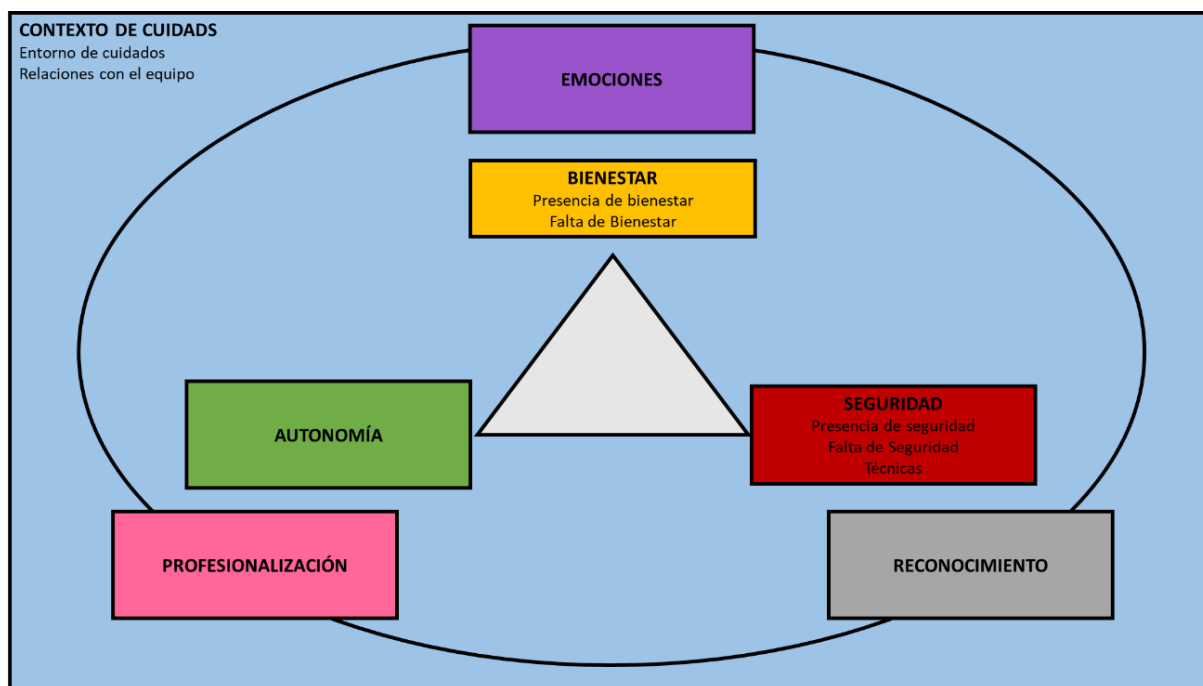 CONTEXTO DE CUIDADS
Entorno de cuidados
Relaciones con el equipo
EMOCIONES
BIENESTAR
Presencia de bienestar
Falta de Bienestar
AUTONOMÍA
SEGURIDAD
Presencia de seguridad
Falta de Seguridad
Técnicas
PROFESIONALIZACIÓN
RECONOCIMIENTO